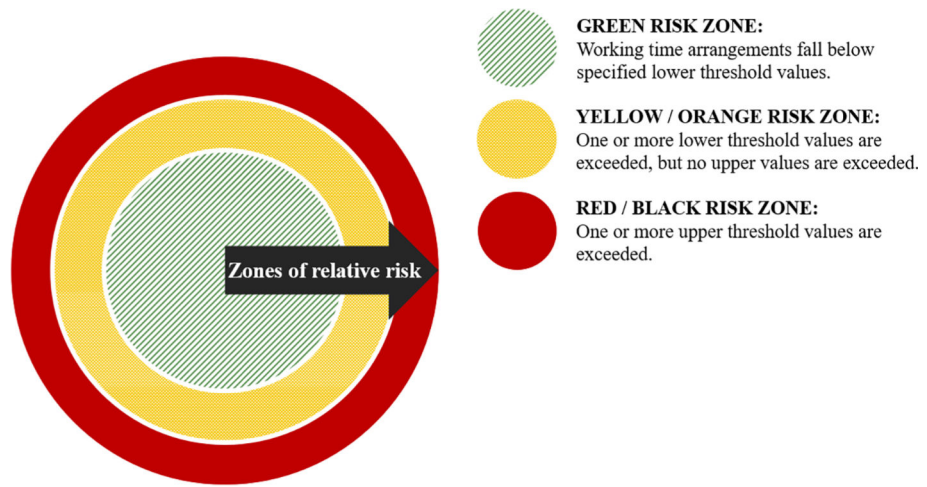 GREEN RISK ZONE:
Working time arrangements fall below
specified lower threshold values.
YELLOW / ORANGE RISK ZONE:
One or more lower threshold values are
exceeded, but no upper values are exceeded.
RED / BLACK RISK ZONE:
One or more upper threshold values are
exceeded.
Zones of relative risk